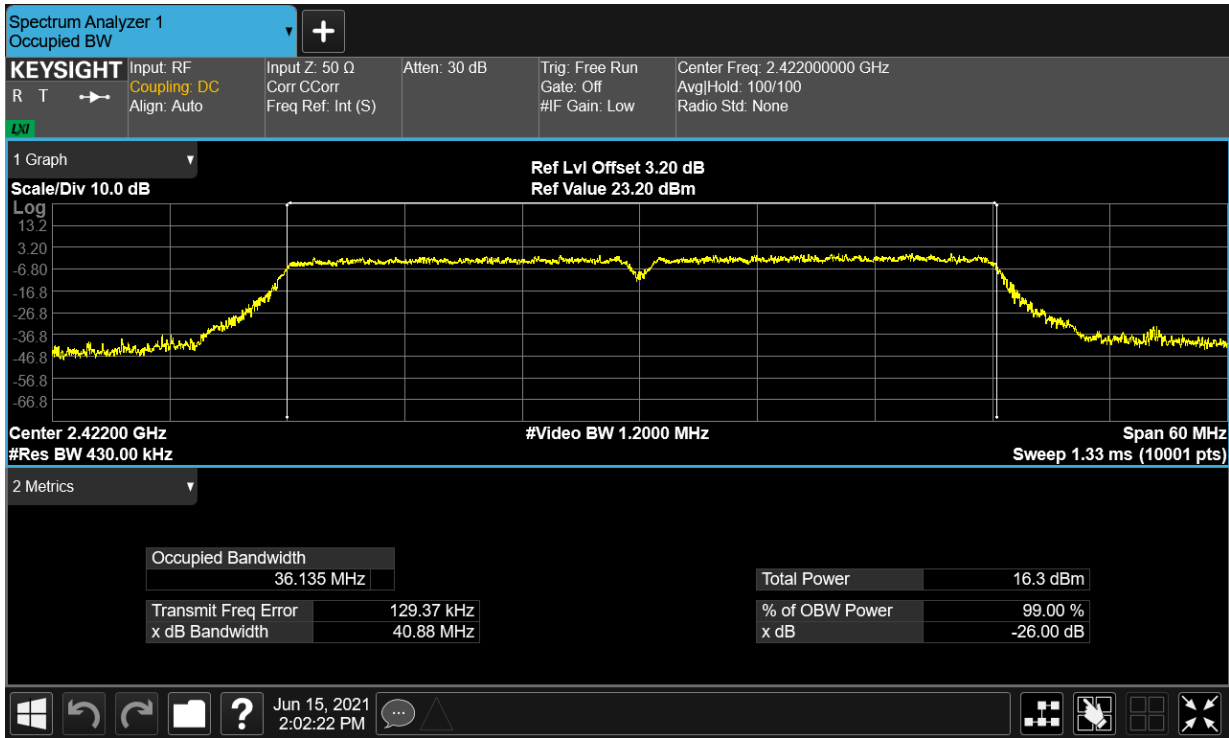 Spectrum Analyzer 1
Occupied BW
+
KEYSIGHT
R T
LXI
Input: RF
Coupling: DC
Align: Auto
Input Z: 50 Ω
Corr CCorr
Freq Ref: Int (S)
Atten: 30 dB
Trig: Free Run
Gate: Off
#IF Gain: Low
Center Freq: 2.422000000 GHz
Avg|Hold: 100/100
Radio Std: None
1 Graph
Scale/Div 10.0 dB
Ref Lvl Offset 3.20 dB
Ref Value 23.20 dBm
Log
13.2
3.20
-6.80
-16.8
-26.8
-36.8
-46.8
-56.8
-66.8
Center 2.42200 GHz
#Video BW 1.2000 MHz
Span 60 MHz
#Res BW 430.00 kHz
Sweep 1.33 ms (10001 pts)
2 Metrics
Occupied Bandwidth
36.135 MHz
Total Power 16.3 dBm
Transmit Freq Error 129.37 kHz
% of OBW Power 99.00 %
x dB Bandwidth 40.88 MHz
x dB -26.00 dB
?
Jun 15, 2021
2:02:22 PM